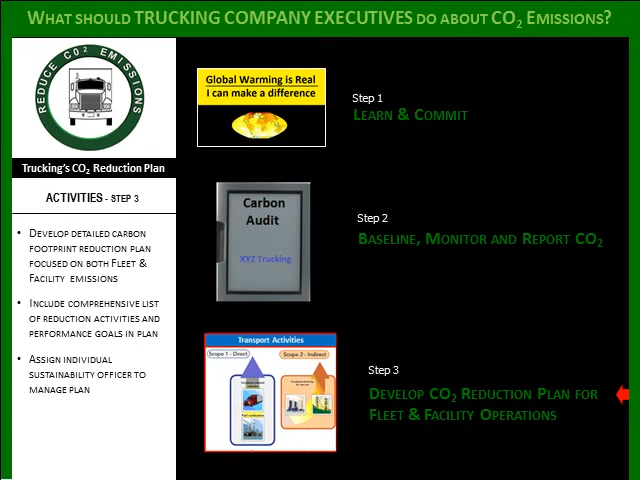 WHAT SHOULD TRUCKING COMPANY EXECUTIVES DO ABOUT CO₂ EMISSIONS?
REDUCE CO2 EMISSIONS
Trucking's CO₂ Reduction Plan
ACTIVITIES - STEP 3
• DEVELOP DETAILED CARBON
FOOTPRINT REDUCTION PLAN
FOCUSED ON BOTH FLEET &
FACILITY EMISSIONS
• INCLUDE COMPREHENSIVE LIST
OF REDUCTION ACTIVITIES AND
PERFORMANCE GOALS IN PLAN
• ASSIGN INDIVIDUAL
SUSTAINABILITY OFFICER TO
MANAGE PLAN
Global Warming is Real
I can make a difference
Step 1
LEARN & COMMIT
Carbon
Audit
XYZ Trucking
Step 2
BASELINE, MONITOR AND REPORT CO₂
Transport Activities
Scope 1 - Direct
Scope 2 - Indirect
Step 3
DEVELOP CO₂ REDUCTION PLAN FOR
FLEET & FACILITY OPERATIONS